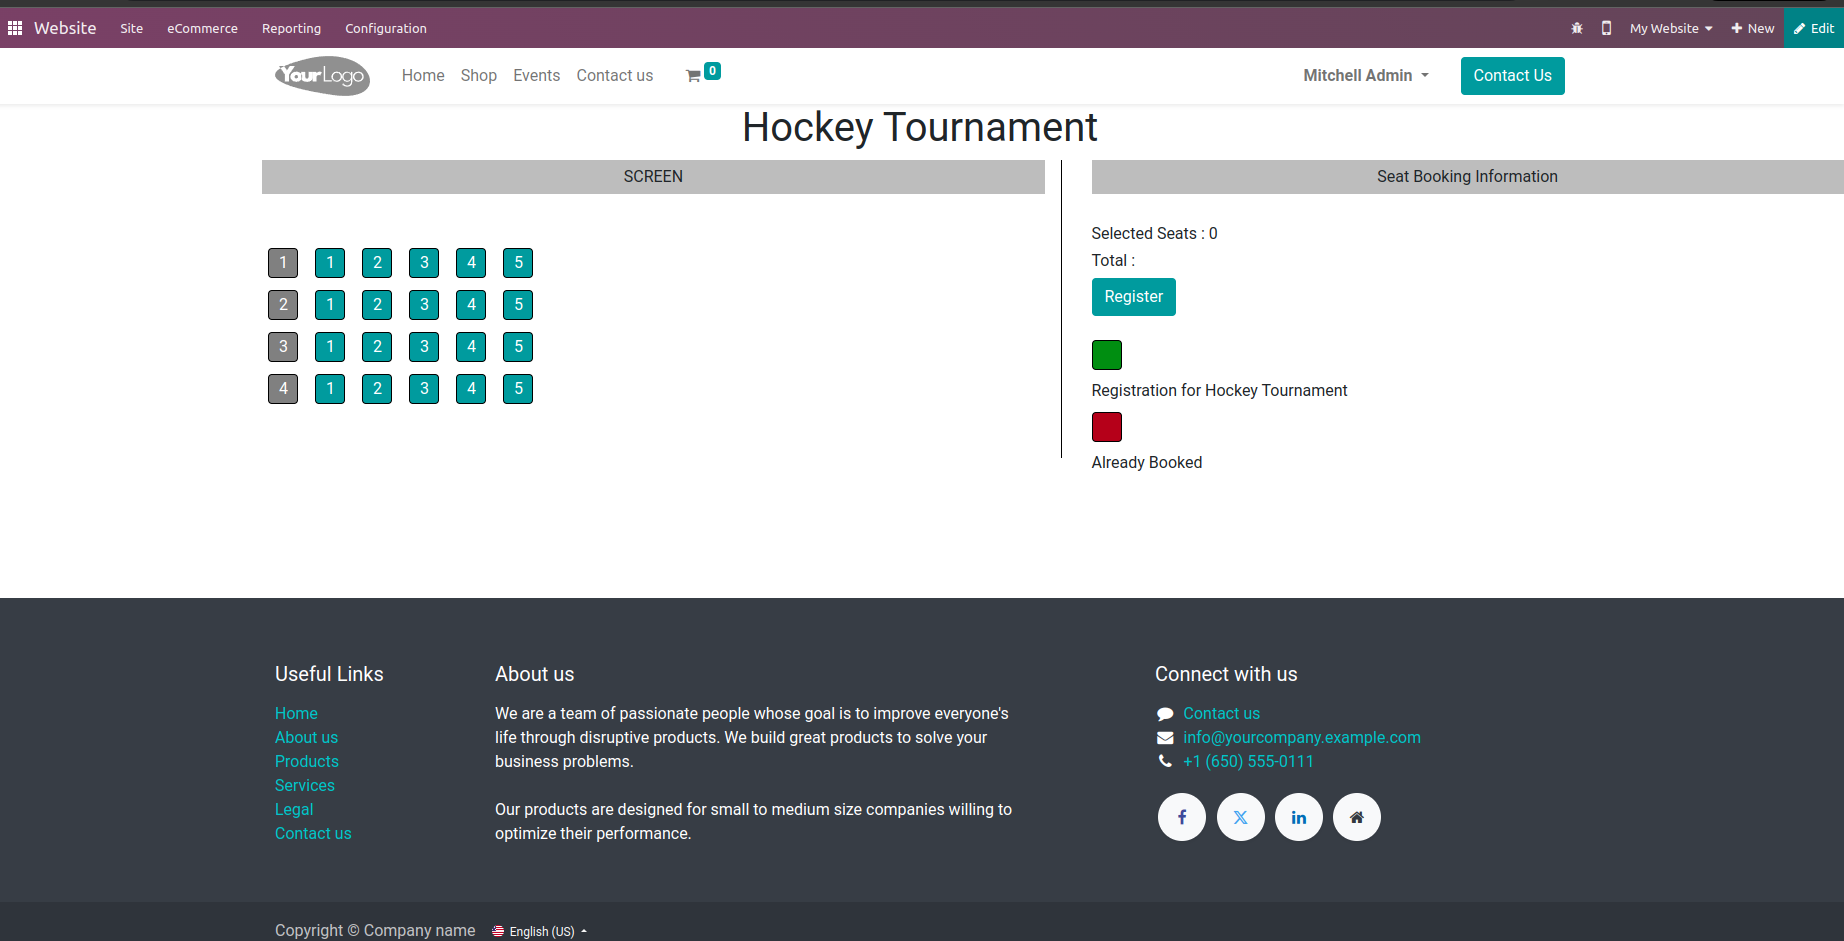 Website Site eCommerce Reporting Configuration My Website New Edit
YourLogo Home Shop Events Contact us 0 Mitchell Admin Contact Us
Hockey Tournament
SCREEN
1 1 2 3 4 5
2 1 2 3 4 5
3 1 2 3 4 5
4 1 2 3 4 5
Seat Booking Information
Selected Seats : 0
Total :
Register
Registration for Hockey Tournament
Already Booked
Useful Links
Home
About us
Products
Services
Legal
Contact us
About us
We are a team of passionate people whose goal is to improve everyone's
life through disruptive products. We build great products to solve your
business problems.
Our products are designed for small to medium size companies willing to
optimize their performance.
Connect with us
Contact us
info@yourcompany.example.com
+1 (650) 555-0111
Copyright © Company name English (US)